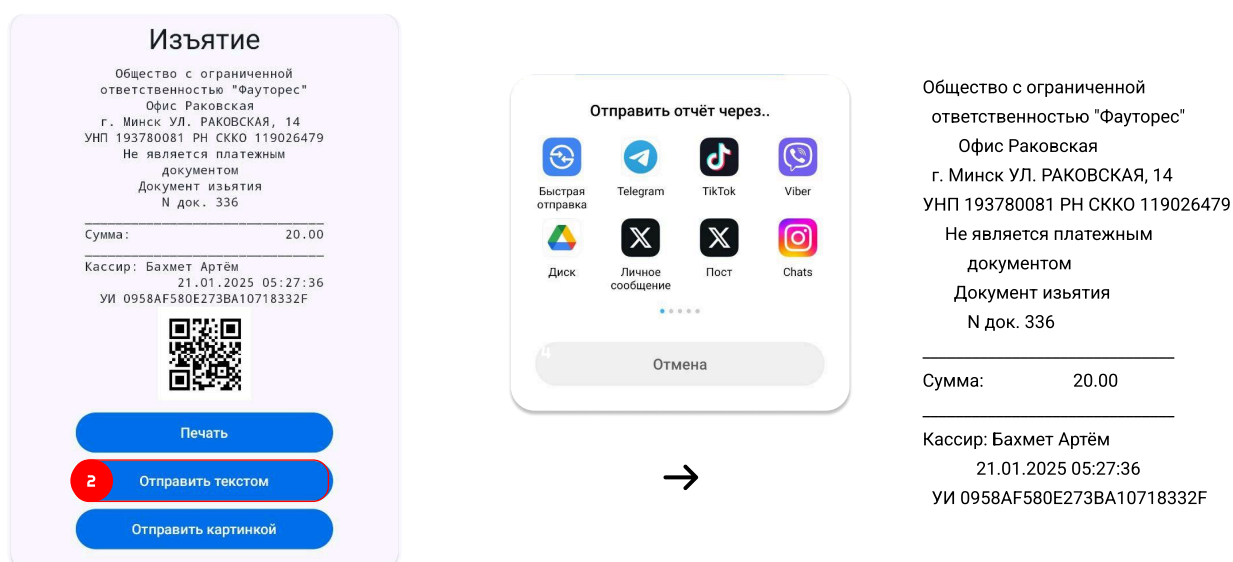 Изъятие
Общество с ограниченной
ответственностью "Фауторес"
Офис Раковская
г. Минск УЛ. РАКОВСКАЯ, 14
УНП 193780081 РН СККО 119026479
Не является платежным
документом
Документ изьятия
N док. 336
Сумма: 20.00
Кассир: Бахмет Артём
21.01.2025 05:27:36
УИ 0958AF580E273BA10718332F
Печать
2 Отправить текстом
Отправить картинкой
Отправить отчёт через..
Быстрая отправка
Telegram
TikTok
Viber
Диск
Личное сообщение
Пост
Chats
4
Отмена
Общество с ограниченной
ответственностью "Фауторес"
Офис Раковская
г. Минск УЛ. РАКОВСКАЯ, 14
УНП 193780081 РН СККО 119026479
Не является платежным
документом
Документ изьятия
N док. 336
Сумма: 20.00
Кассир: Бахмет Артём
21.01.2025 05:27:36
УИ 0958AF580E273BA10718332F